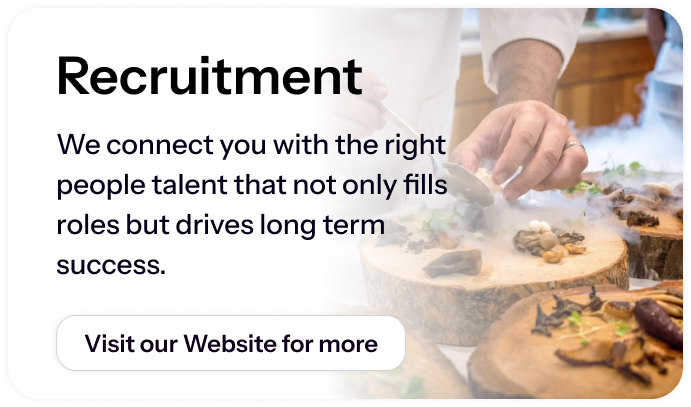 Recruitment
We connect you with the right
people talent that not only fills
roles but drives long term
success.
Visit our Website for more